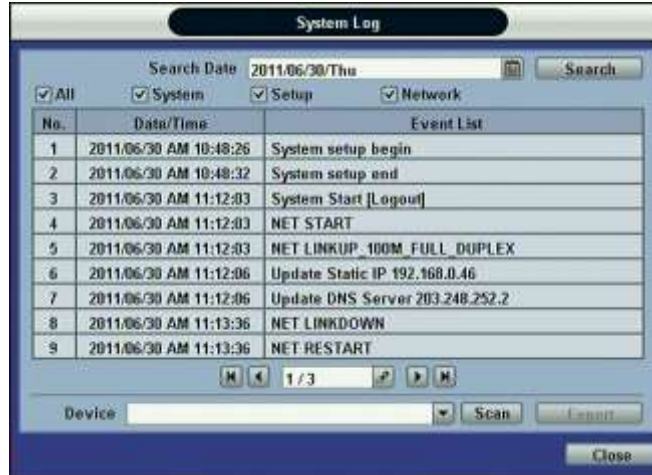 System Log
Search Date 2011/06/30/Thu Search
All System Setup Network
No. Date/Time Event List
1 2011/06/30 AM 10:48:26 System setup begin
2 2011/06/30 AM 10:48:32 System setup end
3 2011/06/30 AM 11:12:03 System Start [Logout]
4 2011/06/30 AM 11:12:03 NET START
5 2011/06/30 AM 11:12:03 NET LINKUP_100M_FULL_DUPLEX
6 2011/06/30 AM 11:12:06 Update Static IP 192.168.0.46
7 2011/06/30 AM 11:12:06 Update DNS Server 203.248.252.2
8 2011/06/30 AM 11:13:36 NET LINKDOWN
9 2011/06/30 AM 11:13:36 NET RESTART
1 / 3
Device Scan Export
Close